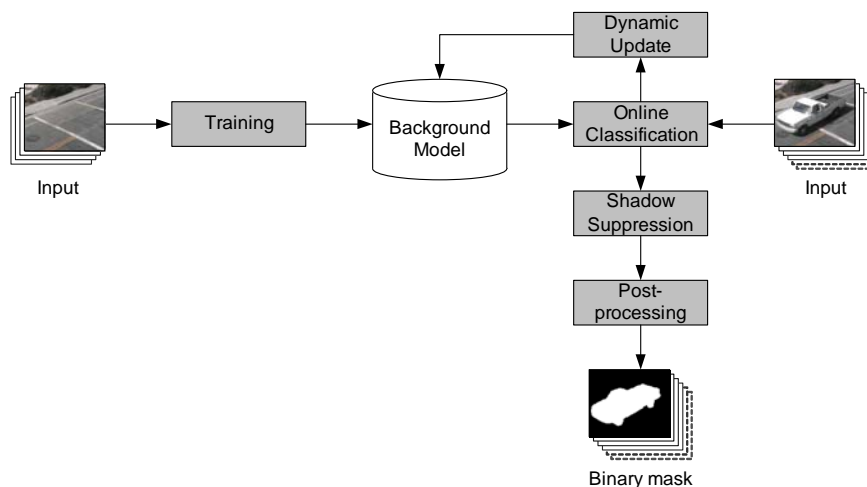 Dynamic
Update
Input
Training
Background
Model
Online
Classification
Input
Shadow
Suppression
Post-
processing
Binary mask